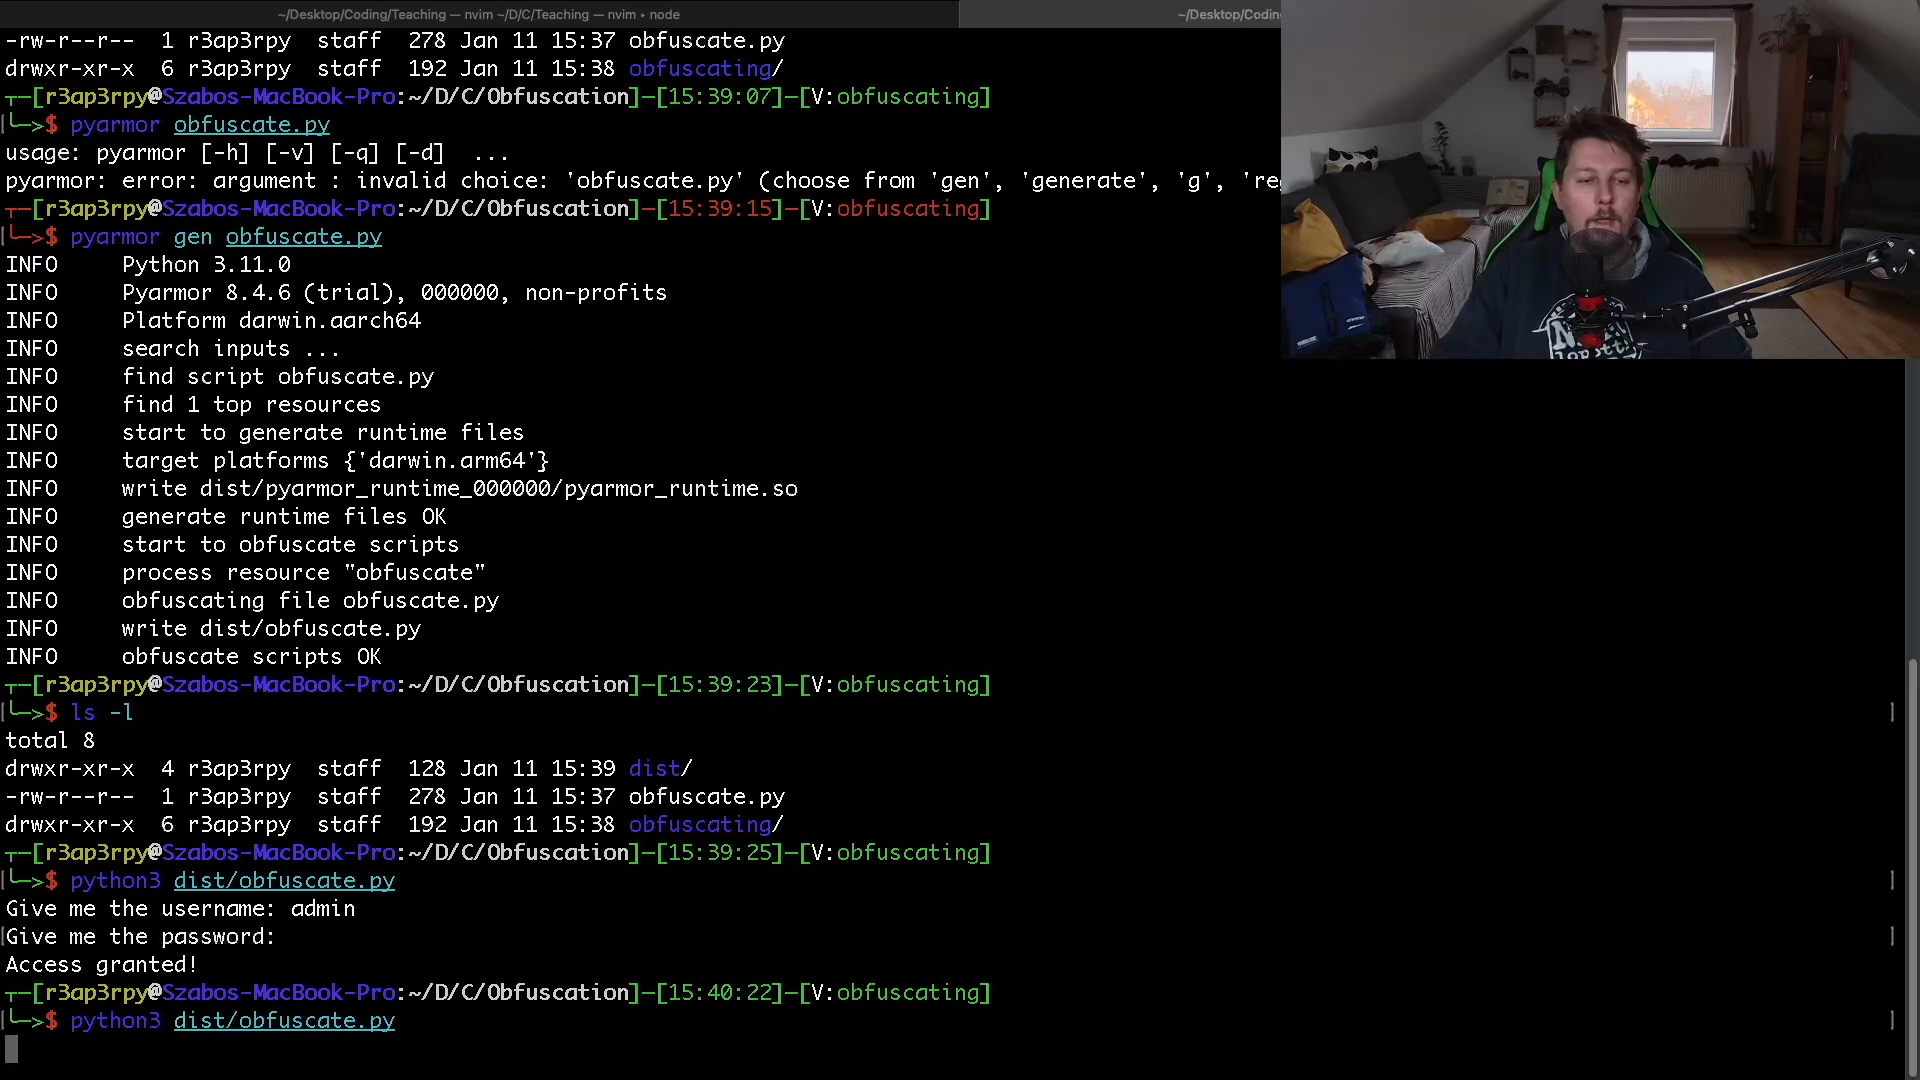 ~/Desktop/Coding/Teaching — nvim ~/D/C/Teaching — nvim • node
~/Desktop/Coding
-rw-r--r--  1 r3ap3rpy  staff  278 Jan 11 15:37 obfuscate.py
drwxr-xr-x  6 r3ap3rpy  staff  192 Jan 11 15:38 obfuscating/
┬─[r3ap3rpy@Szabos-MacBook-Pro:~/D/C/Obfuscation]─[15:39:07]─[V:obfuscating]
╰─>$ pyarmor obfuscate.py
usage: pyarmor [-h] [-v] [-q] [-d]  ...
pyarmor: error: argument : invalid choice: 'obfuscate.py' (choose from 'gen', 'generate', 'g',
┬─[r3ap3rpy@Szabos-MacBook-Pro:~/D/C/Obfuscation]─[15:39:15]─[V:obfuscating]
╰─>$ pyarmor gen obfuscate.py
INFO     Python 3.11.0
INFO     Pyarmor 8.4.6 (trial), 000000, non-profits
INFO     Platform darwin.aarch64
INFO     search inputs ...
INFO     find script obfuscate.py
INFO     find 1 top resources
INFO     start to generate runtime files
INFO     target platforms {'darwin.arm64'}
INFO     write dist/pyarmor_runtime_000000/pyarmor_runtime.so
INFO     generate runtime files OK
INFO     start to obfuscate scripts
INFO     process resource "obfuscate"
INFO     obfuscating file obfuscate.py
INFO     write dist/obfuscate.py
INFO     obfuscate scripts OK
┬─[r3ap3rpy@Szabos-MacBook-Pro:~/D/C/Obfuscation]─[15:39:23]─[V:obfuscating]
╰─>$ ls -l
total 8
drwxr-xr-x  4 r3ap3rpy  staff  128 Jan 11 15:39 dist/
-rw-r--r--  1 r3ap3rpy  staff  278 Jan 11 15:37 obfuscate.py
drwxr-xr-x  6 r3ap3rpy  staff  192 Jan 11 15:38 obfuscating/
┬─[r3ap3rpy@Szabos-MacBook-Pro:~/D/C/Obfuscation]─[15:39:25]─[V:obfuscating]
╰─>$ python3 dist/obfuscate.py
Give me the username: admin
Give me the password:
Access granted!
┬─[r3ap3rpy@Szabos-MacBook-Pro:~/D/C/Obfuscation]─[15:40:22]─[V:obfuscating]
╰─>$ python3 dist/obfuscate.py